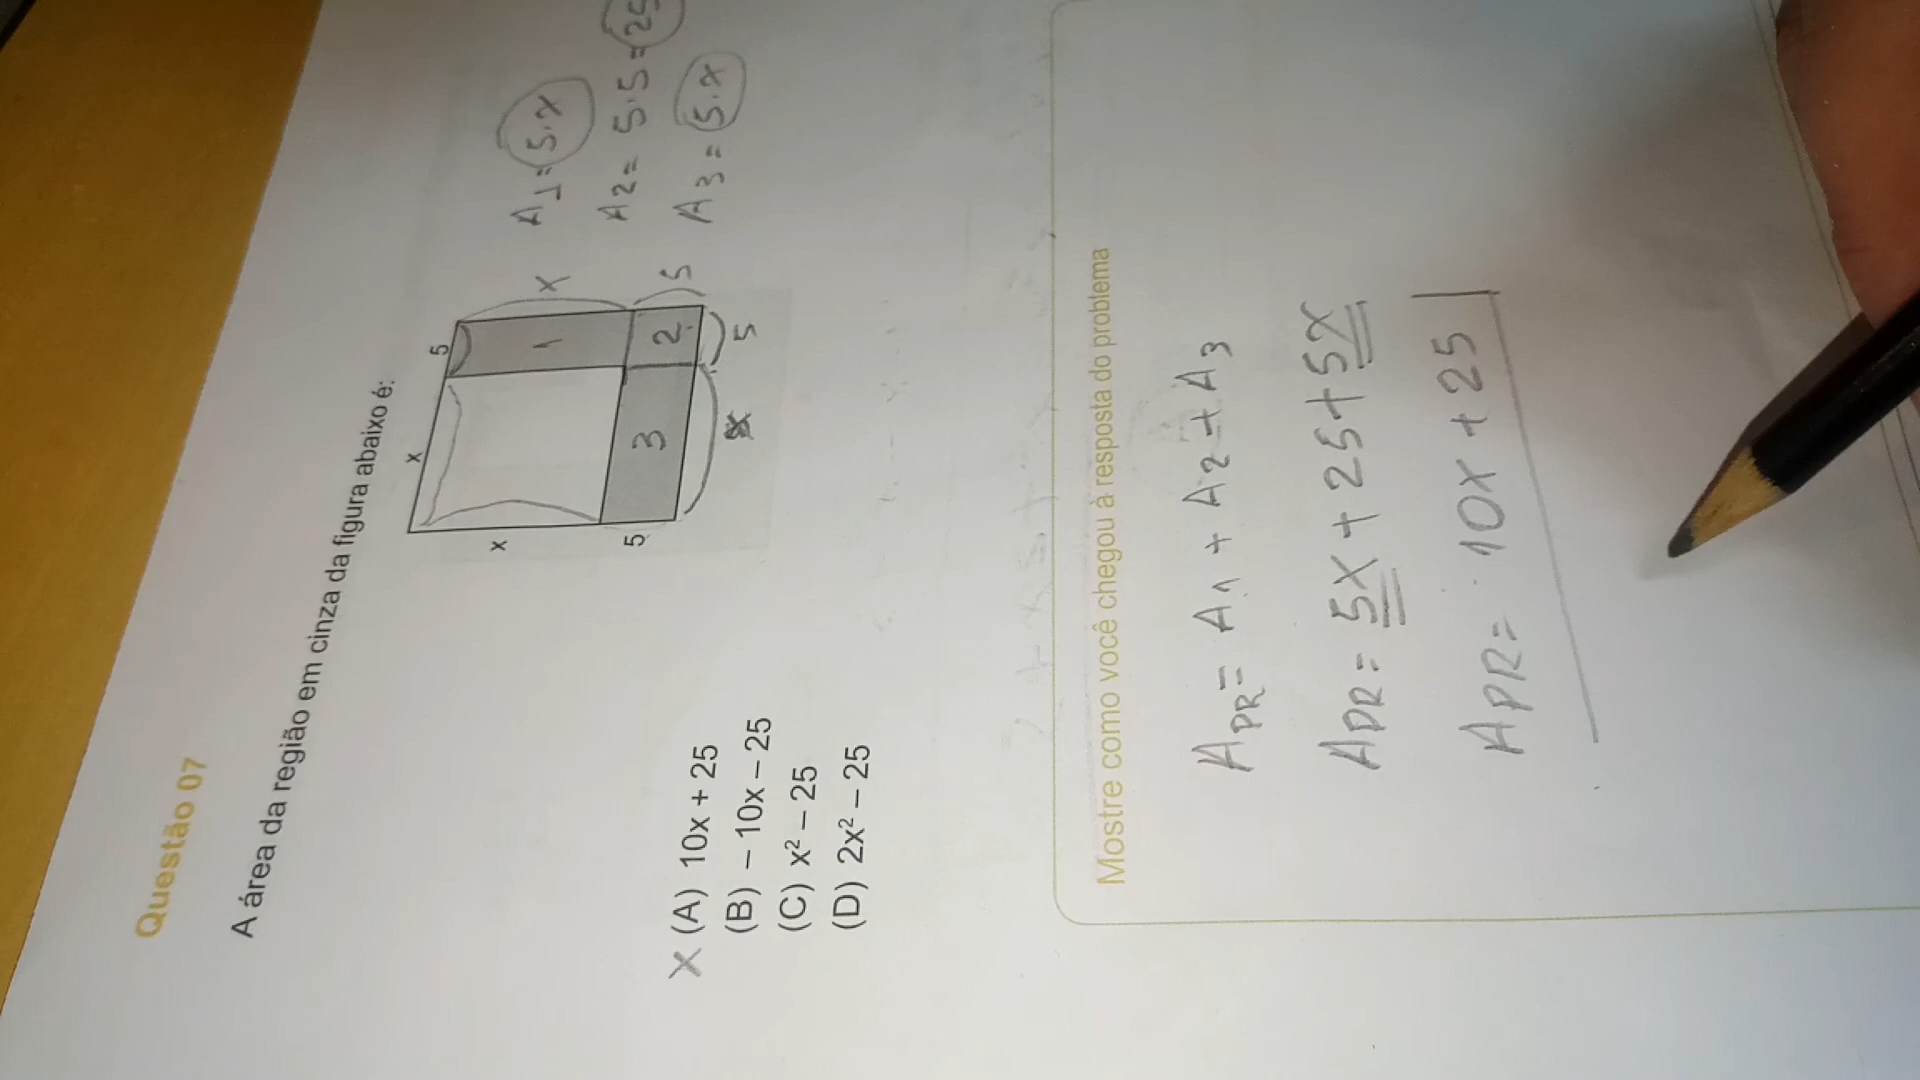 Questão 07
A área da região em cinza da figura abaixo é:
x 5
x 1 x
5 3 2 5
x 5
A1 = 5.x
A2 = 5.5 = 25
A3 = 5.x
X (A) 10x + 25
(B) – 10x – 25
(C) x² – 25
(D) 2x² – 25
Mostre como você chegou à resposta do problema
APR = A1 + A2 + A3
APR = 5X + 25 + 5X
APR = 10X + 25